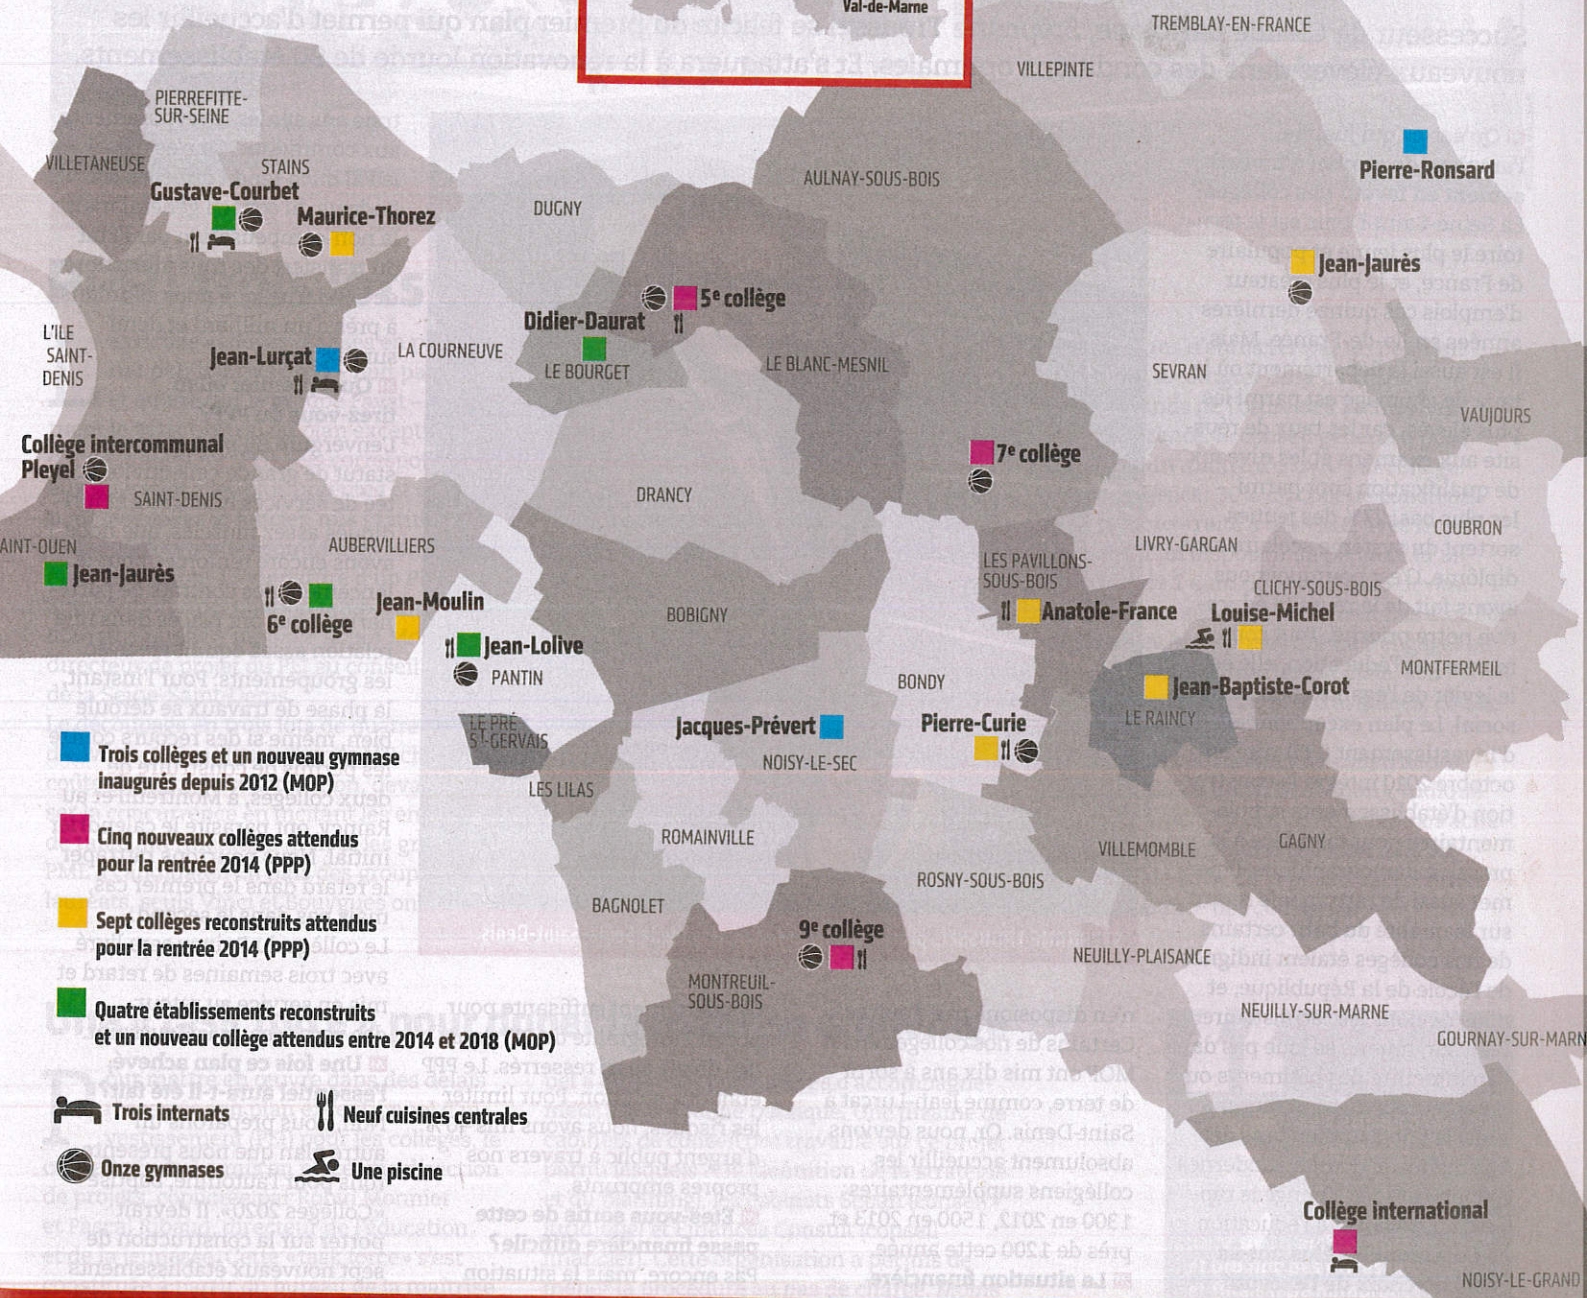 Val-de-Marne
TREMBLAY-EN-FRANCE
VILLEPINTE
PIERREFITTE-
SUR-SEINE
VILLETANEUSE
STAINS
Gustave-Courbet
Maurice-Thorez
DUGNY
AULNAY-SOUS-BOIS
Pierre-Ronsard
Jean-Jaurès
5e collège
Didier-Daurat
L'ILE
SAINT-
DENIS
Jean-Lurçat
LA COURNEUVE
LE BOURGET
LE BLANC-MESNIL
SEVRAN
VAUJOURS
Collège intercommunal
Pleyel
SAINT-DENIS
7e collège
DRANCY
COUBRON
AINT-OUEN
Jean-Jaurès
AUBERVILLIERS
LIVRY-GARGAN
LES PAVILLONS-
SOUS-BOIS
CLICHY-SOUS-BOIS
6e collège
Jean-Moulin
BOBIGNY
Anatole-France
Louise-Michel
Jean-Lolive
PANTIN
BONDY
MONTFERMEIL
Jean-Baptiste-Corot
LE RAINCY
LE PRÉ
ST-GERVAIS
Jacques-Prévert
NOISY-LE-SEC
Pierre-Curie
LES LILAS
ROMAINVILLE
VILLEMOMBLE
GAGNY
ROSNY-SOUS-BOIS
BAGNOLET
9e collège
NEUILLY-PLAISANCE
MONTREUIL-
SOUS-BOIS
NEUILLY-SUR-MARNE
GOURNAY-SUR-MARN
Collège international
NOISY-LE-GRAND
Trois collèges et un nouveau gymnase
inaugurés depuis 2012 (MOP)
Cinq nouveaux collèges attendus
pour la rentrée 2014 (PPP)
Sept collèges reconstruits attendus
pour la rentrée 2014 (PPP)
Quatre établissements reconstruits
et un nouveau collège attendus entre 2014 et 2018 (MOP)
Trois internats
Neuf cuisines centrales
Onze gymnases
Une piscine